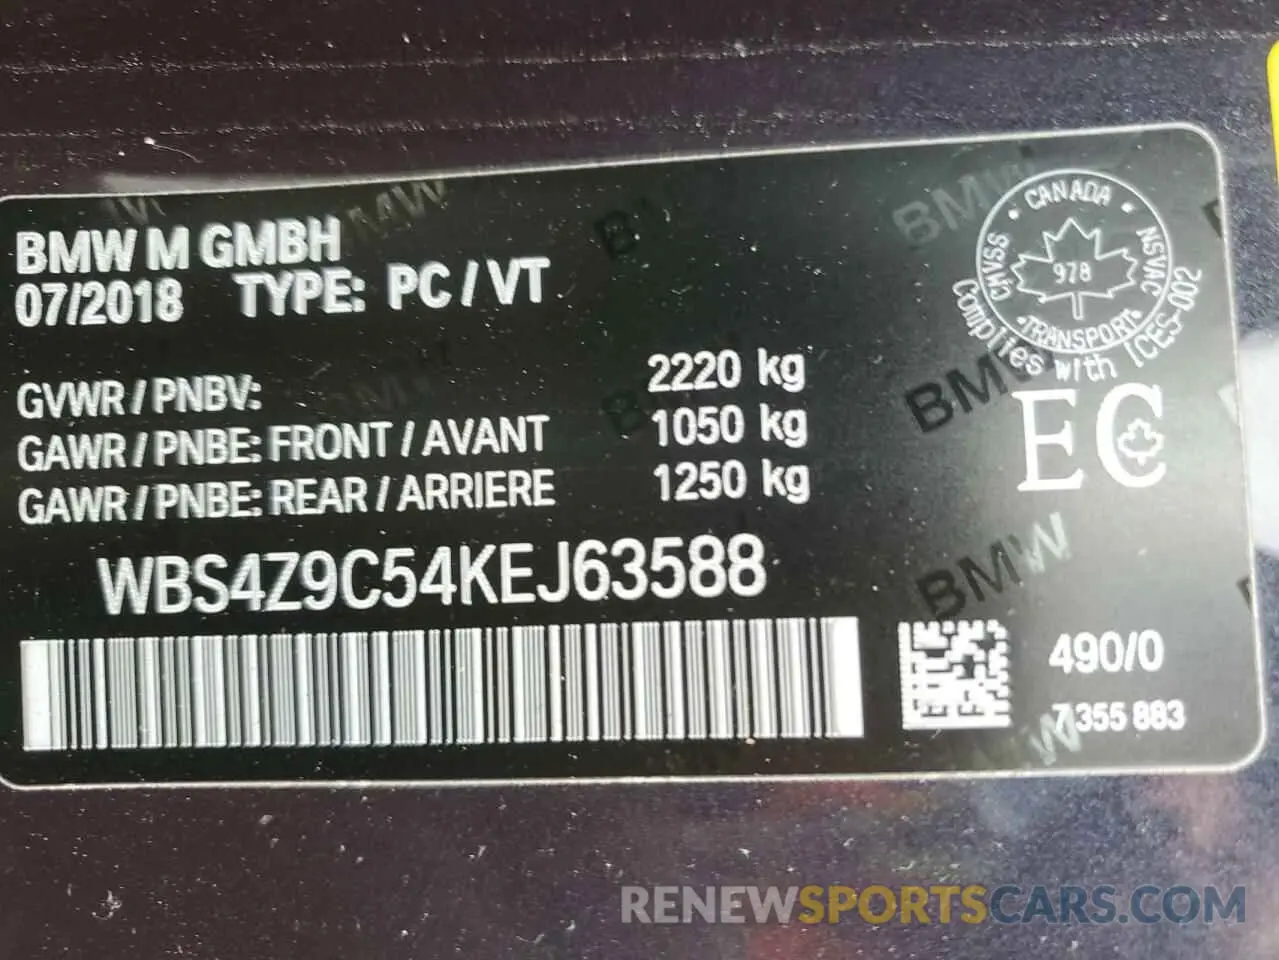 BMW M GMBH
07/2018 TYPE: PC / VT
GVWR / PNBV: 2220 kg
GAWR / PNBE: FRONT / AVANT 1050 kg
GAWR / PNBE: REAR / ARRIERE 1250 kg
WBS4Z9C54KEJ63588
CANADA
CMVSS 978 NSVAC
TRANSPORT
Complies with ICES-002
EC
490/0
7 355 883
BMW
BMW
BMW
BMW
RENEWSPORTSCARS.COM